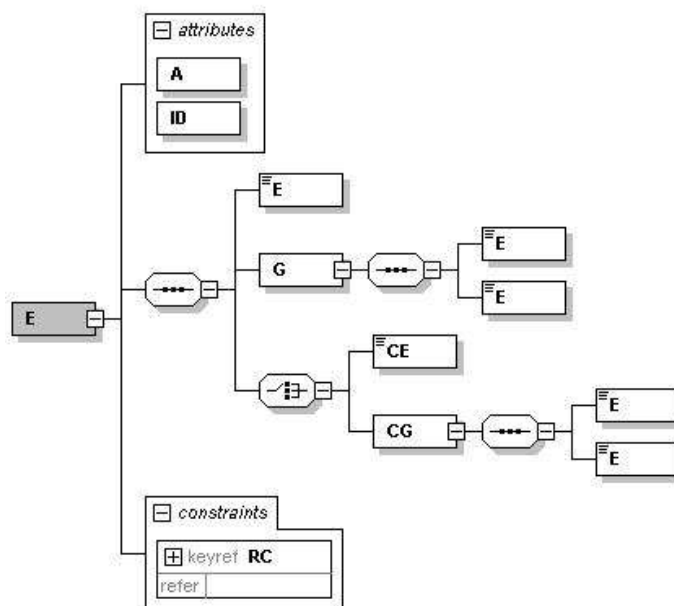 attributes
A
ID
E
G
E
E
E
CE
CG
E
E
constraints
keyref RC
refer